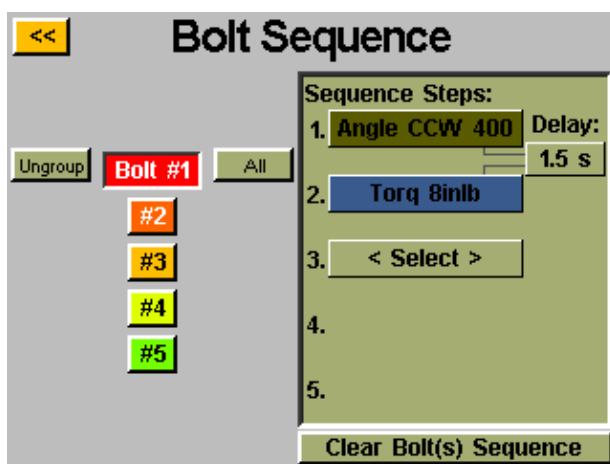 <<
Bolt Sequence
Ungroup
Bolt #1
All
#2
#3
#4
#5
Sequence Steps:
1. Angle CCW 400
Delay:
1.5 s
2. Torq 8inlb
3. < Select >
4.
5.
Clear Bolt(s) Sequence